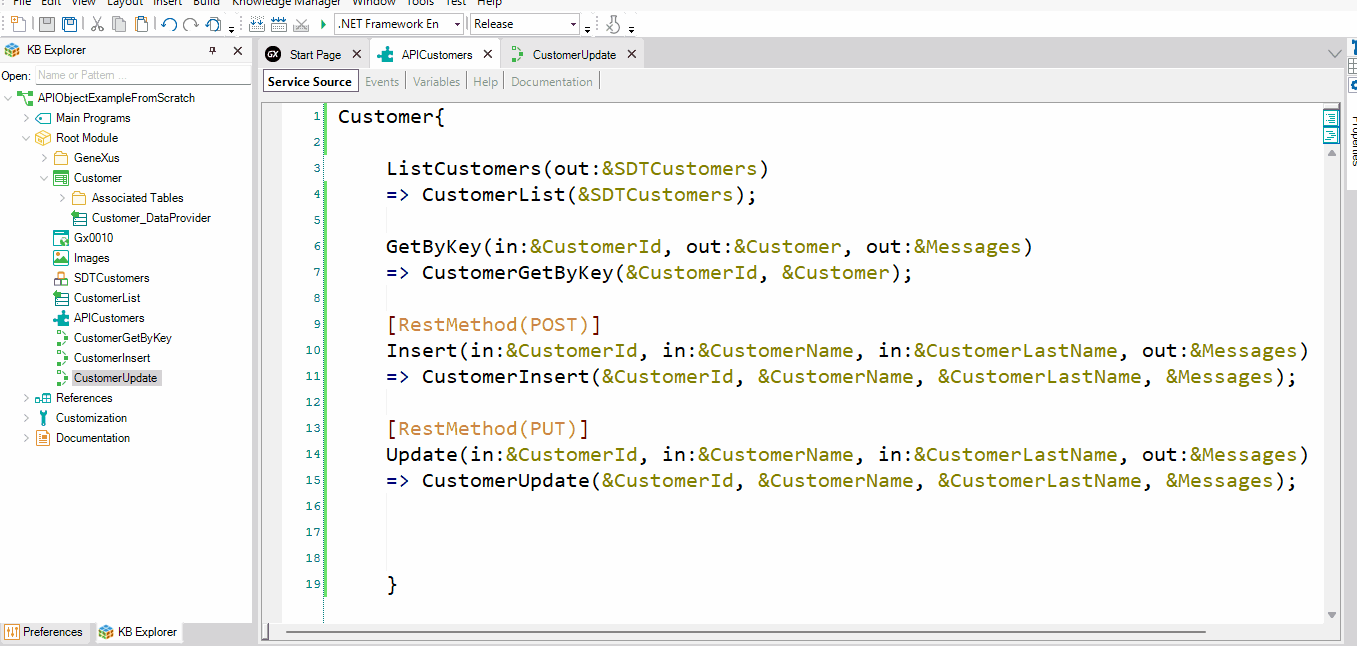 File Edit View Layout Insert Build Knowledge Manager Window Tools Test Help
.NET Framework En Release
KB Explorer
Open: Name or Pattern ...
APIObjectExampleFromScratch
Main Programs
Root Module
GeneXus
Customer
Associated Tables
Customer_DataProvider
Gx0010
Images
SDTCustomers
CustomerList
APICustomers
CustomerGetByKey
CustomerInsert
CustomerUpdate
References
Customization
Documentation
Preferences KB Explorer
GX Start Page APICustomers CustomerUpdate
Service Source Events Variables Help Documentation
1 Customer{
2
3 ListCustomers(out:&SDTCustomers)
4 => CustomerList(&SDTCustomers);
5
6 GetByKey(in:&CustomerId, out:&Customer, out:&Messages)
7 => CustomerGetByKey(&CustomerId, &Customer);
8
9 [RestMethod(POST)]
10 Insert(in:&CustomerId, in:&CustomerName, in:&CustomerLastName, out:&Messages)
11 => CustomerInsert(&CustomerId, &CustomerName, &CustomerLastName, &Messages);
12
13 [RestMethod(PUT)]
14 Update(in:&CustomerId, in:&CustomerName, in:&CustomerLastName, out:&Messages)
15 => CustomerUpdate(&CustomerId, &CustomerName, &CustomerLastName, &Messages);
16
17
18
19 }
Properties